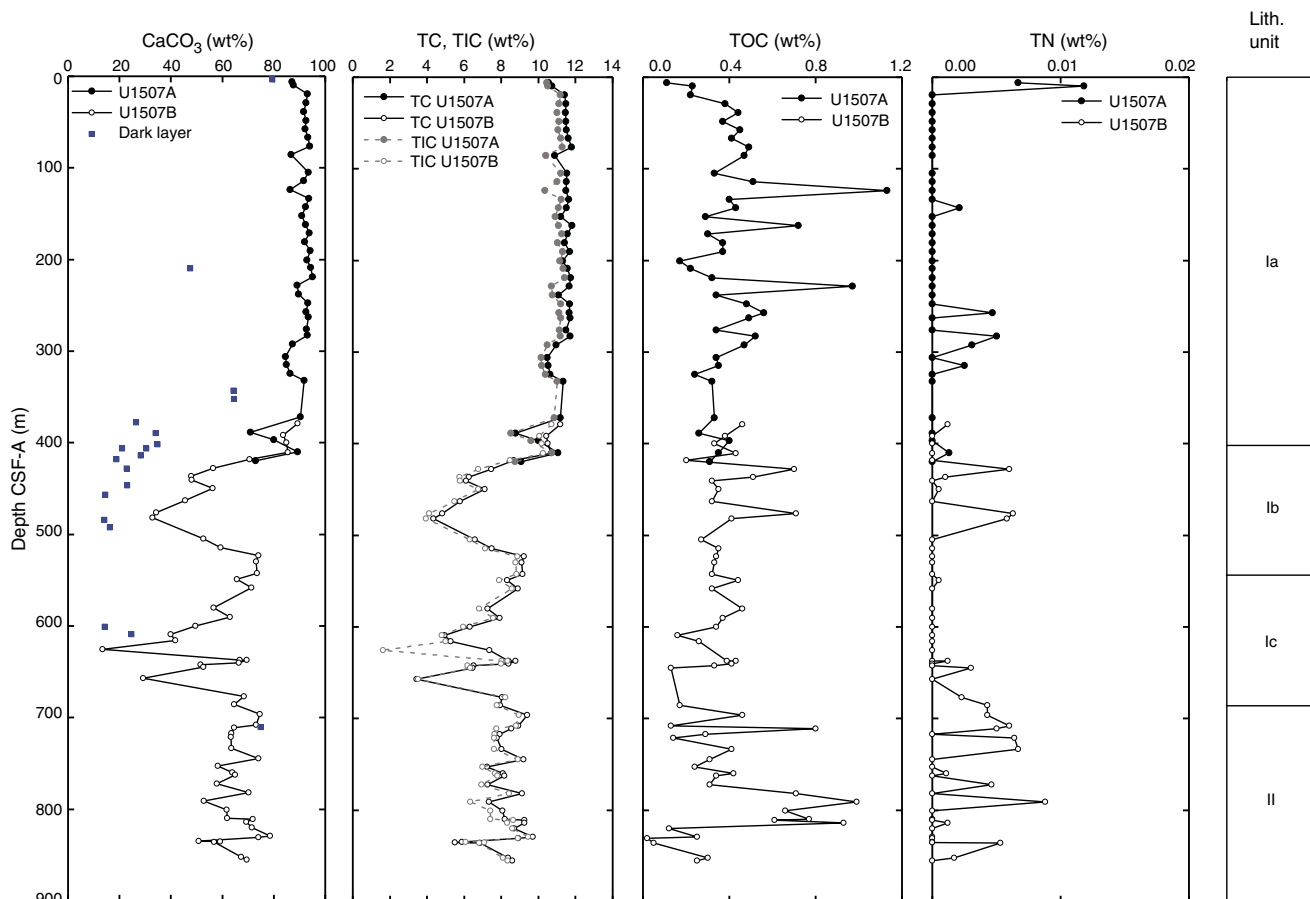 CaCO₃ (wt%)
0 20 40 60 80 100
U1507A
U1507B
Dark layer
TC, TIC (wt%)
0 2 4 6 8 10 12 14
TC U1507A
TC U1507B
TIC U1507A
TIC U1507B
TOC (wt%)
0.0 0.4 0.8 1.2
U1507A
U1507B
TN (wt%)
0.00 0.01 0.02
U1507A
U1507B
Lith.
unit
Ia
Ib
Ic
II
Depth CSF-A (m)
0
100
200
300
400
500
600
700
800
900